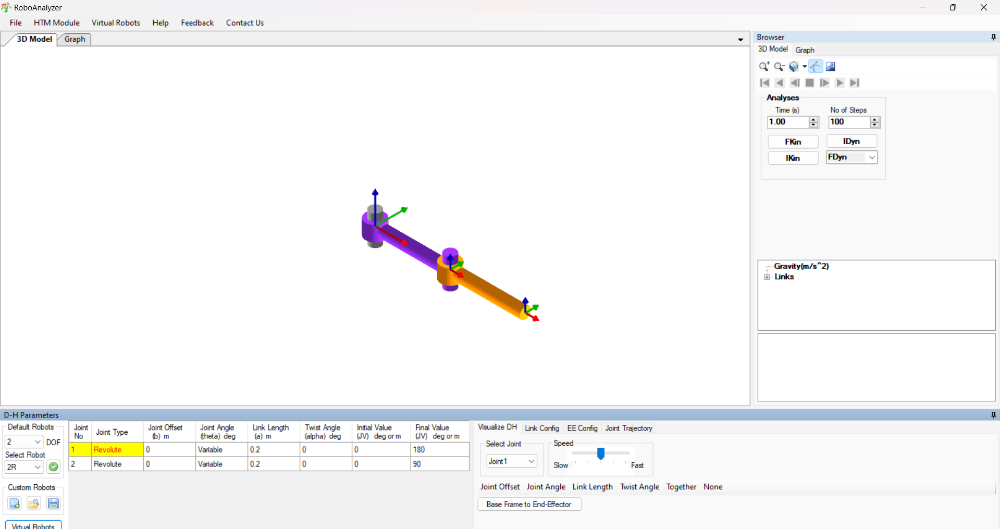 RoboAnalyzer
File HTM Module Virtual Robots Help Feedback Contact Us
3D Model Graph
Browser
3D Model Graph
Analyses
Time (s) No of Steps
1.00 100
FKin IDyn
IKin FDyn
Gravity(m/s^2)
Links
D-H Parameters
Default Robots
2 DOF
Select Robot
2R
Custom Robots
Virtual Robots
Joint No Joint Type Joint Offset (b) m Joint Angle (theta) deg Link Length (a) m Twist Angle (alpha) deg Initial Value (JV) deg or m Final Value (JV) deg or m
1 Revolute 0 Variable 0.2 0 0 180
2 Revolute 0 Variable 0.2 0 0 90
Visualize DH Link Config EE Config Joint Trajectory
Select Joint Speed
Joint1 Slow Fast
Joint Offset Joint Angle Link Length Twist Angle Together None
Base Frame to End-Effector